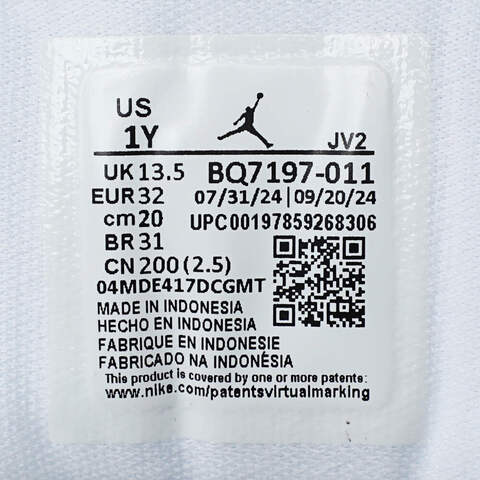 US
1Y
JV2
UK 13.5 BQ7197-011
EUR 32 07/31/24 | 09/20/24
cm 20 UPC00197859268306
BR 31
CN 200 (2.5)
04MDE417DCGMT
MADE IN INDONESIA
HECHO EN INDONESIA
FABRIQUE EN INDONESIE
FABRICADO NA INDONÉSIA
This product is covered by one or more patents:
www.nike.com/patentsvirtualmarking